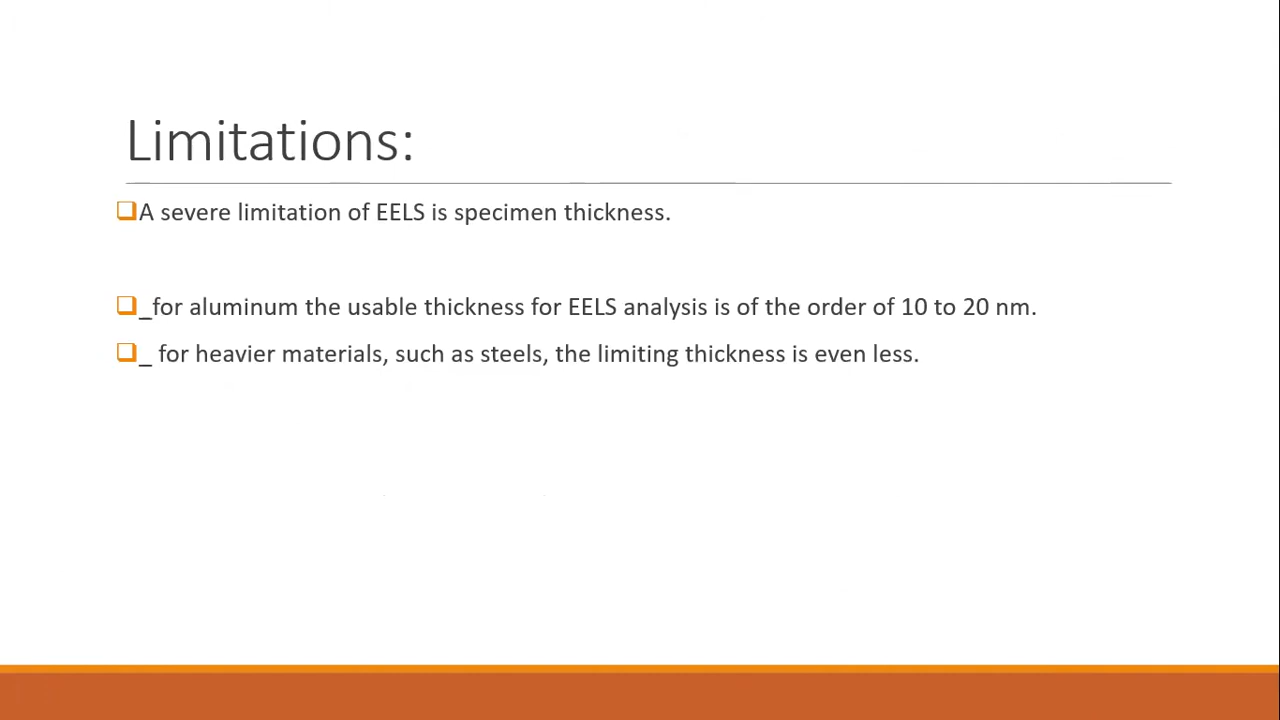 Limitations:
A severe limitation of EELS is specimen thickness.
_for aluminum the usable thickness for EELS analysis is of the order of 10 to 20 nm.
_ for heavier materials, such as steels, the limiting thickness is even less.